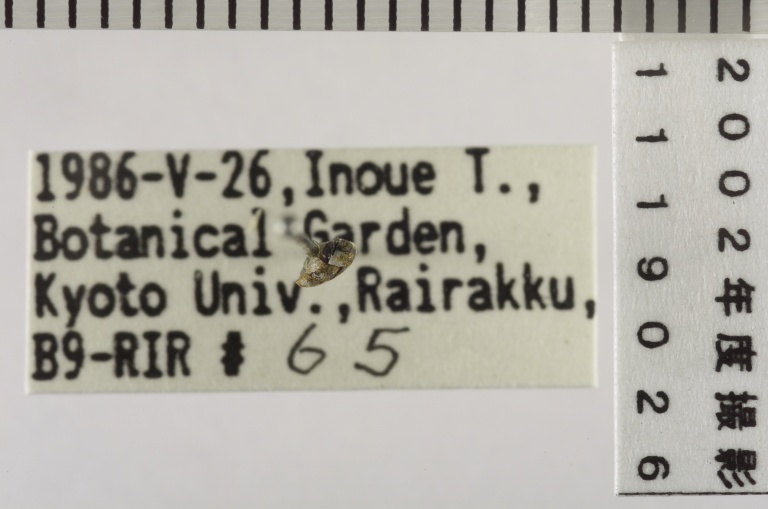 1986-V-26,Inoue T.,
Botanical Garden,
Kyoto Univ.,Rairakku,
B9-RIR # 65
2002年度撮影
1119026